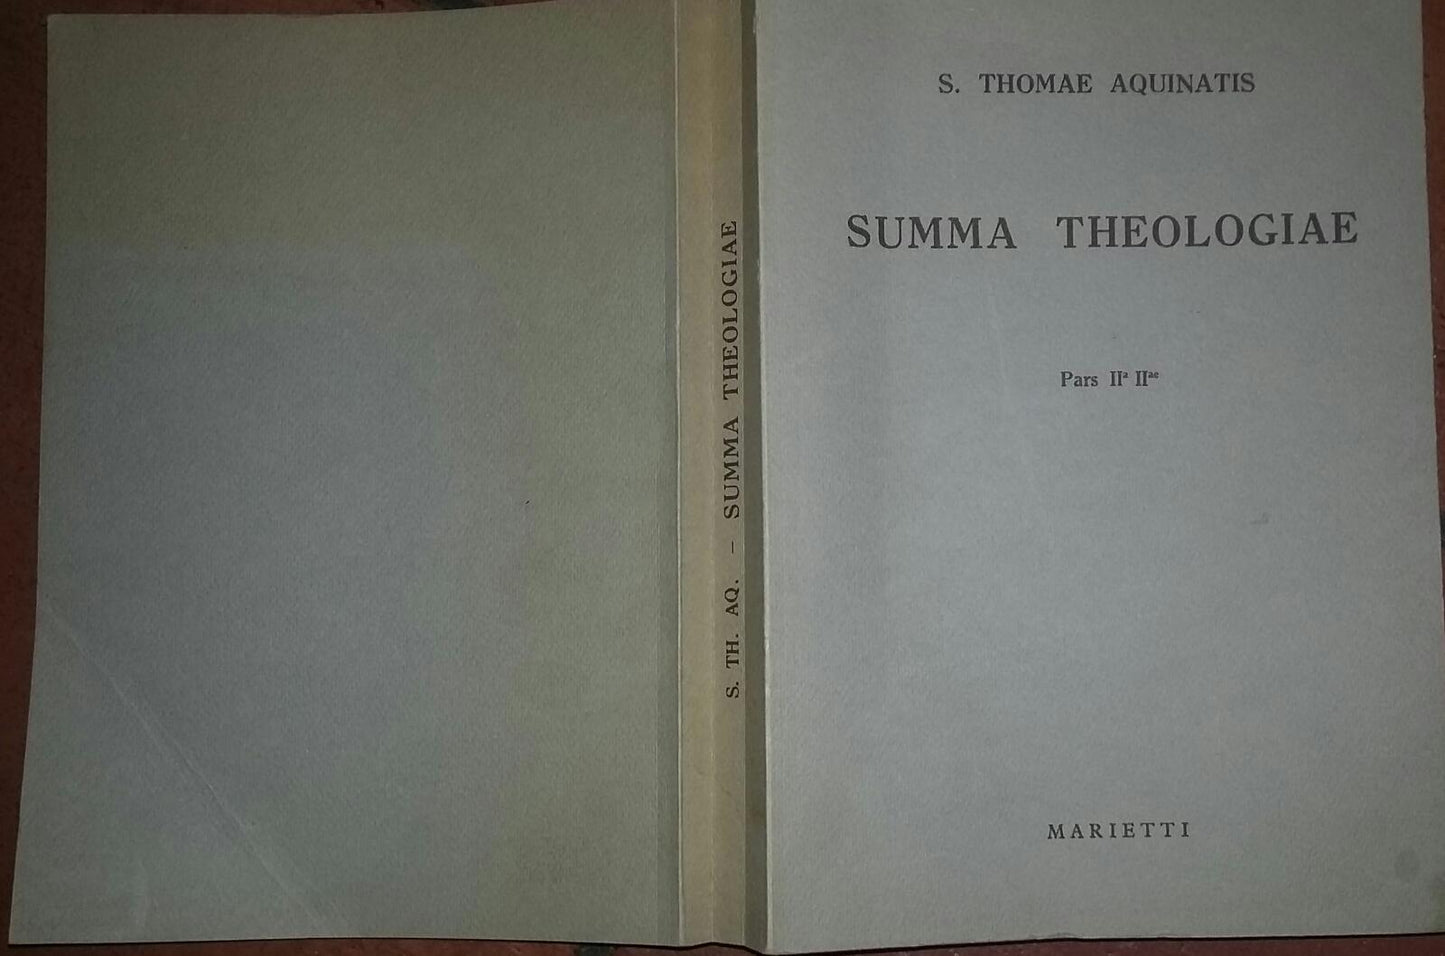 S. TH. AQ. – SUMMA THEOLOGIAE
S. THOMAE AQUINATIS
SUMMA THEOLOGIAE
Pars IIª IIªᵉ
MARIETTI